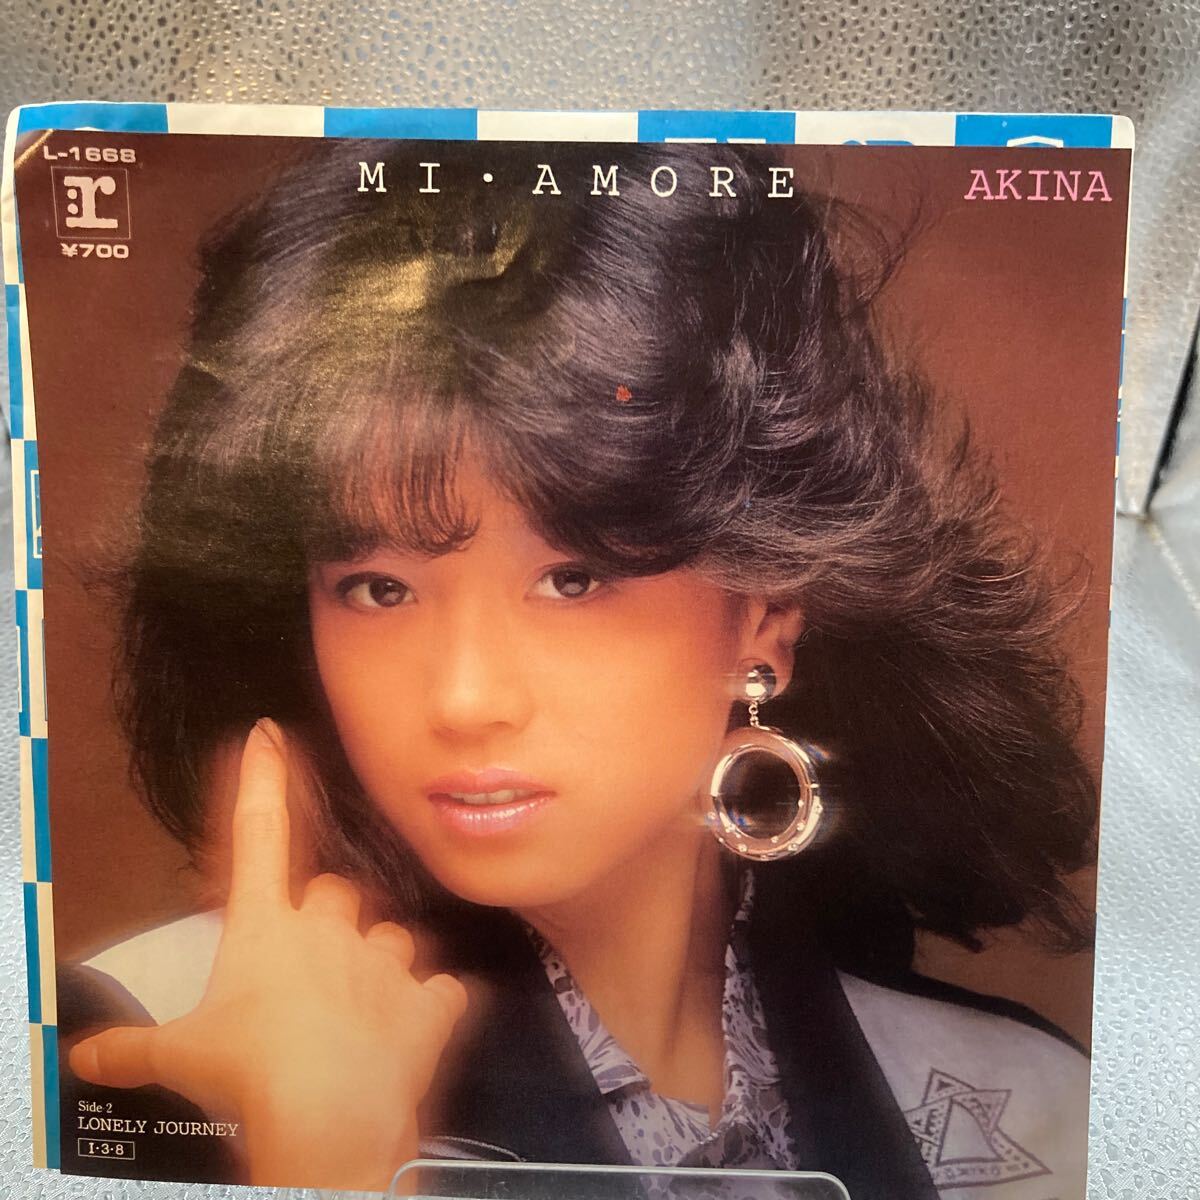 L-1668
MI・AMORE
AKINA
r
¥700
Side 2
LONELY JOURNEY
I・3・8